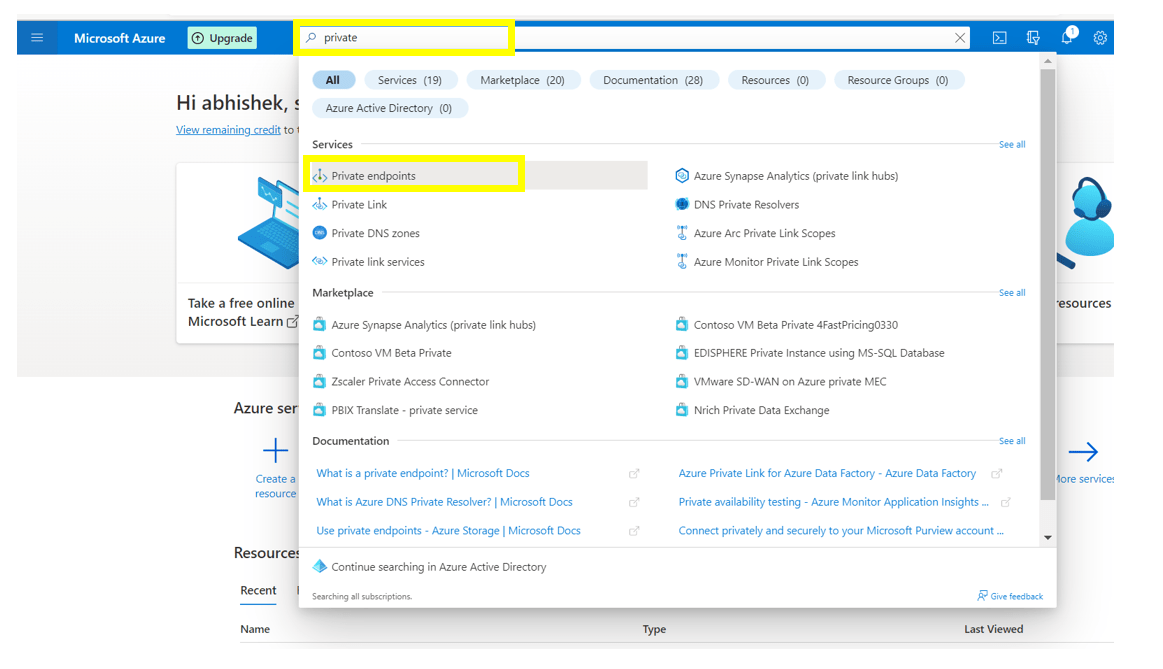 Microsoft Azure
Upgrade
private
1
All
Services (19)
Marketplace (20)
Documentation (28)
Resources (0)
Resource Groups (0)
Azure Active Directory (0)
Hi abhishek, s
View remaining credit to t
Services
See all
Private endpoints
Azure Synapse Analytics (private link hubs)
Private Link
DNS Private Resolvers
Private DNS zones
Azure Arc Private Link Scopes
Private link services
Azure Monitor Private Link Scopes
Take a free online
Microsoft Learn
resources
Marketplace
See all
Azure Synapse Analytics (private link hubs)
Contoso VM Beta Private 4FastPricing0330
Contoso VM Beta Private
EDISPHERE Private Instance using MS-SQL Database
Zscaler Private Access Connector
VMware SD-WAN on Azure private MEC
PBIX Translate - private service
Nrich Private Data Exchange
Azure ser
Create a
resource
More services
Documentation
See all
What is a private endpoint? | Microsoft Docs
Azure Private Link for Azure Data Factory - Azure Data Factory
What is Azure DNS Private Resolver? | Microsoft Docs
Private availability testing - Azure Monitor Application Insights ...
Use private endpoints - Azure Storage | Microsoft Docs
Connect privately and securely to your Microsoft Purview account ...
Continue searching in Azure Active Directory
Searching all subscriptions.
Give feedback
Resources
Recent
Name
Type
Last Viewed